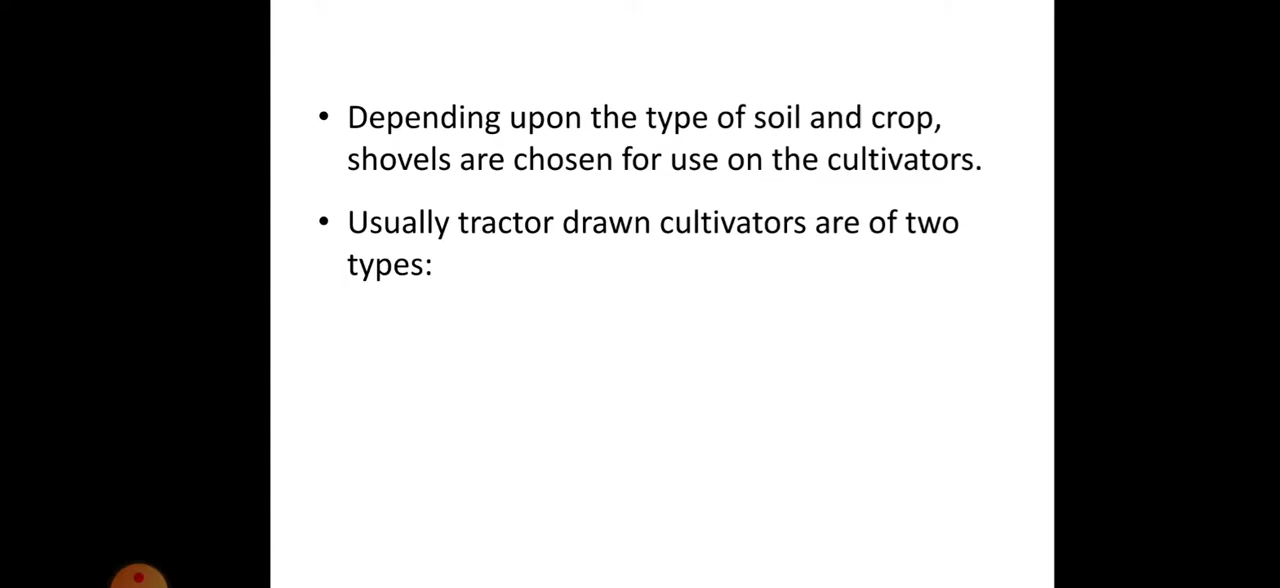 • Depending upon the type of soil and crop,
shovels are chosen for use on the cultivators.
• Usually tractor drawn cultivators are of two
types: